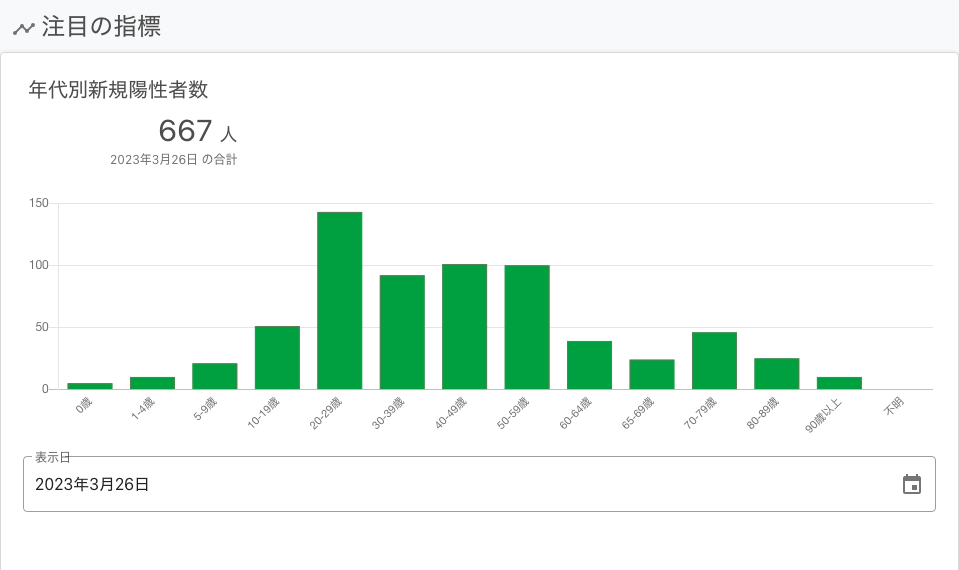 注目の指標
年代別新規陽性者数
667 人
2023年3月26日 の合計
150
100
50
0
0歳
1-4歳
5-9歳
10-19歳
20-29歳
30-39歳
40-49歳
50-59歳
60-64歳
65-69歳
70-79歳
80-89歳
90歳以上
不明
表示日
2023年3月26日